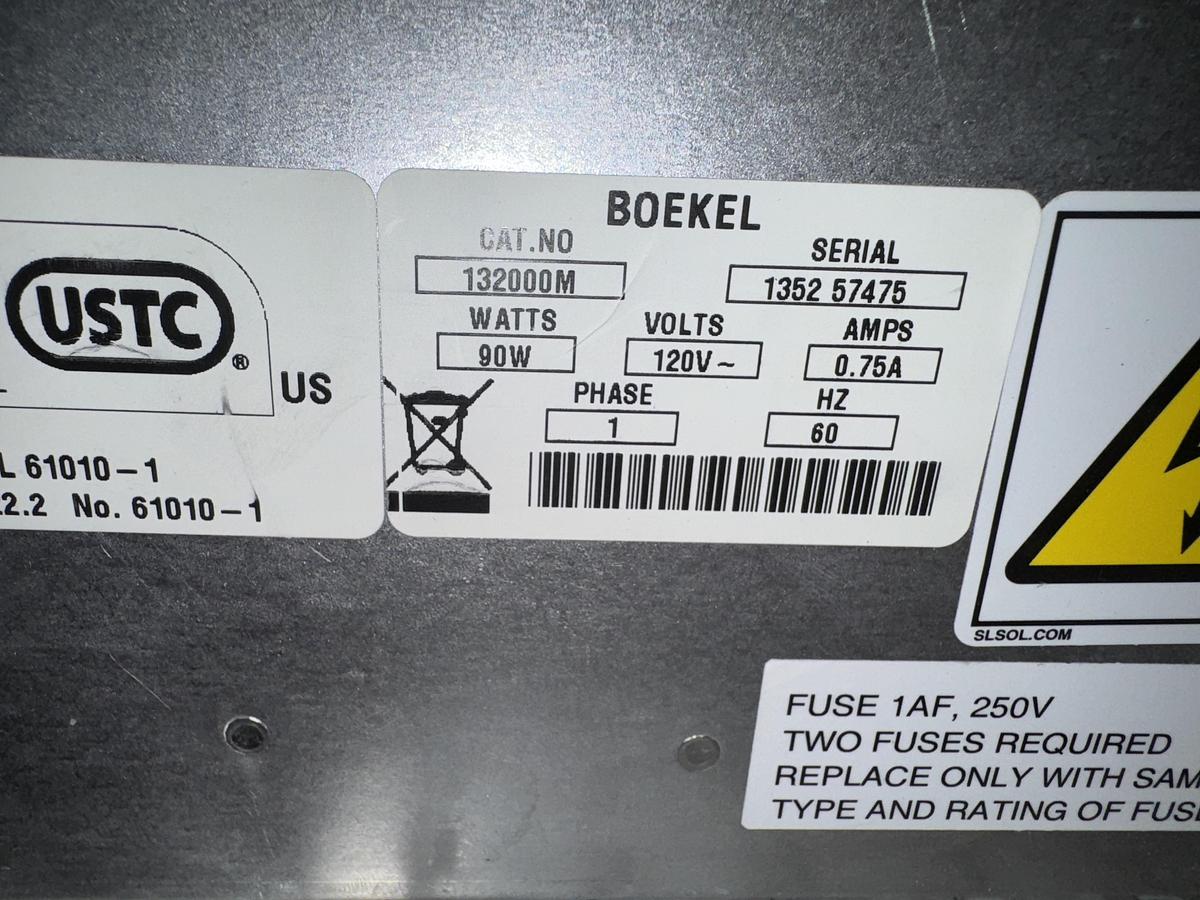 USTC
®
US
L 61010-1
.2.2 No. 61010-1
BOEKEL
CAT.NO SERIAL
132000M 1352 57475
WATTS VOLTS AMPS
90W 120V~ 0.75A
PHASE HZ
1 60
SLSOL.COM
FUSE 1AF, 250V
TWO FUSES REQUIRED
REPLACE ONLY WITH SAM
TYPE AND RATING OF FUS